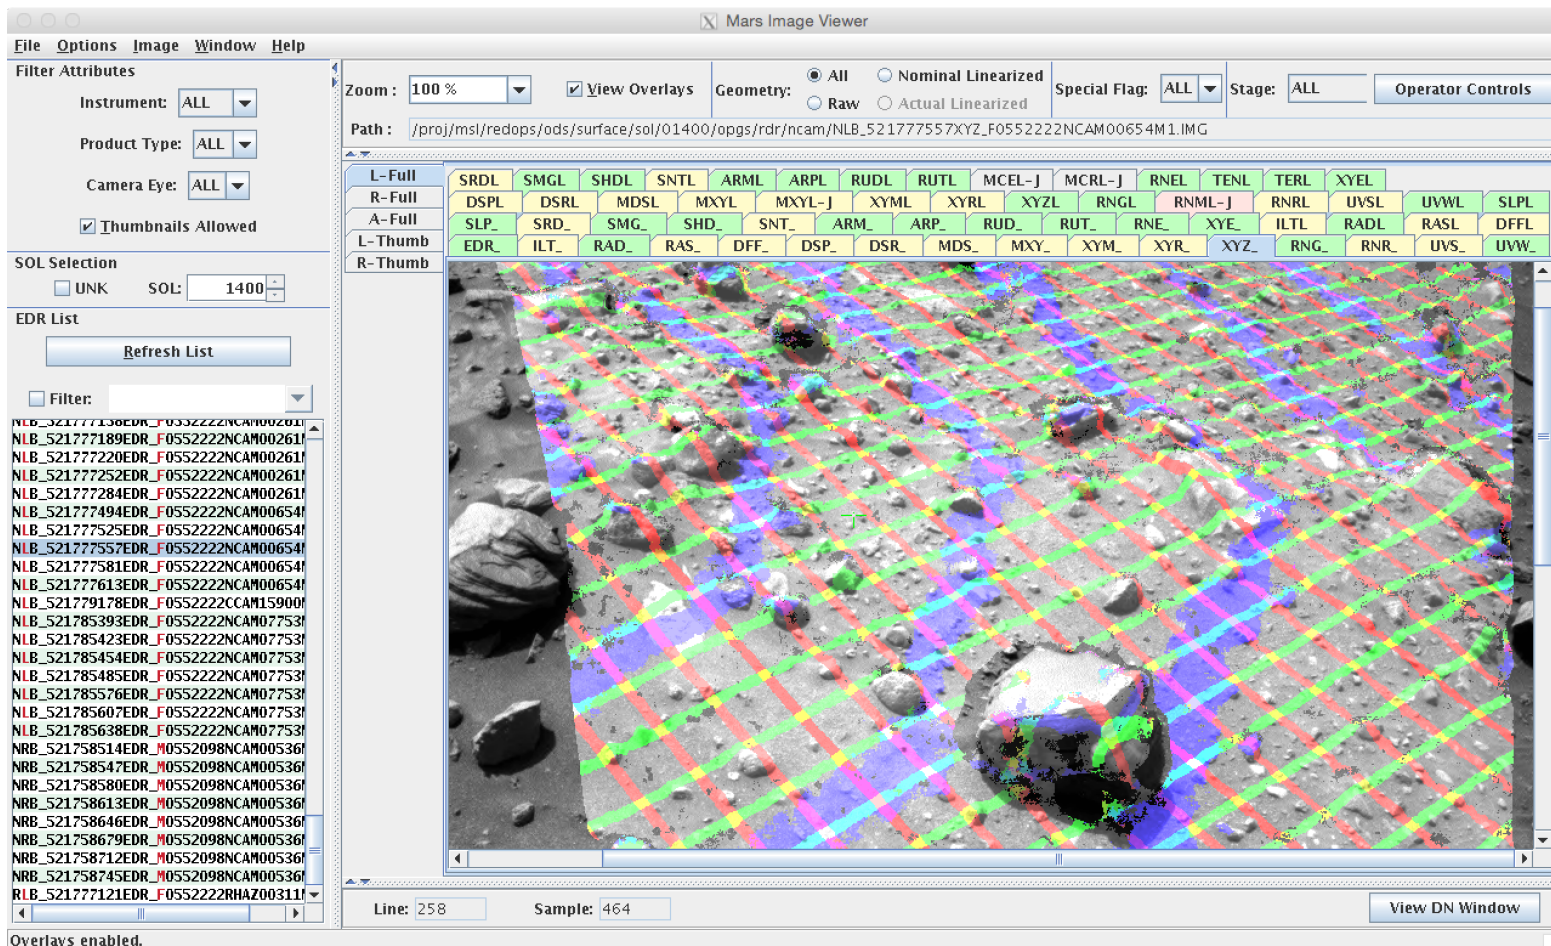 Mars Image Viewer
File Options Image Window Help
Filter Attributes
Instrument: ALL
Product Type: ALL
Camera Eye: ALL
Thumbnails Allowed
SOL Selection
UNK SOL: 1400
EDR List
Refresh List
Filter:
NLB_521777189EDR_F0552222NCAM00261
NLB_521777220EDR_F0552222NCAM00261
NLB_521777252EDR_F0552222NCAM00261
NLB_521777284EDR_F0552222NCAM00261
NLB_521777494EDR_F0552222NCAM00654
NLB_521777525EDR_F0552222NCAM00654
NLB_521777557EDR_F0552222NCAM00654
NLB_521777581EDR_F0552222NCAM00654
NLB_521777613EDR_F0552222NCAM00654
NLB_521779178EDR_F0552222CCAM15900
NLB_521785393EDR_F0552222NCAM07753
NLB_521785423EDR_F0552222NCAM07753
NLB_521785454EDR_F0552222NCAM07753
NLB_521785485EDR_F0552222NCAM07753
NLB_521785576EDR_F0552222NCAM07753
NLB_521785607EDR_F0552222NCAM07753
NLB_521785638EDR_F0552222NCAM07753
NRB_521758514EDR_M0552098NCAM00536
NRB_521758547EDR_M0552098NCAM00536
NRB_521758580EDR_M0552098NCAM00536
NRB_521758613EDR_M0552098NCAM00536
NRB_521758646EDR_M0552098NCAM00536
NRB_521758679EDR_M0552098NCAM00536
NRB_521758712EDR_M0552098NCAM00536
NRB_521758745EDR_M0552098NCAM00536
RLB_521777121EDR_F0552222RHAZ00311
Zoom : 100 % View Overlays Geometry: All Nominal Linearized Raw Actual Linearized Special Flag: ALL Stage: ALL Operator Controls
Path : /proj/msl/redops/ods/surface/sol/01400/opgs/rdr/ncam/NLB_521777557XYZ_F0552222NCAM00654M1.IMG
L-Full
R-Full
A-Full
L-Thumb
R-Thumb
SRDL SMGL SHDL SNTL ARML ARPL RUDL RUTL MCEL-J MCRL-J RNEL TENL TERL XYEL
DSPL DSRL MDSL MXYL MXYL-J XYML XYRL XYZL RNGL RNML-J RNRL UVSL UVWL SLPL
SLP_ SRD_ SMG_ SHD_ SNT_ ARM_ ARP_ RUD_ RUT_ RNE_ XYE_ ILTL RADL RASL DFFL
EDR_ ILT_ RAD_ RAS_ DFF_ DSP_ DSR_ MDS_ MXY_ XYM_ XYR_ XYZ_ RNG_ RNR_ UVS_ UVW_
Line: 258 Sample: 464 View DN Window
Overlays enabled.